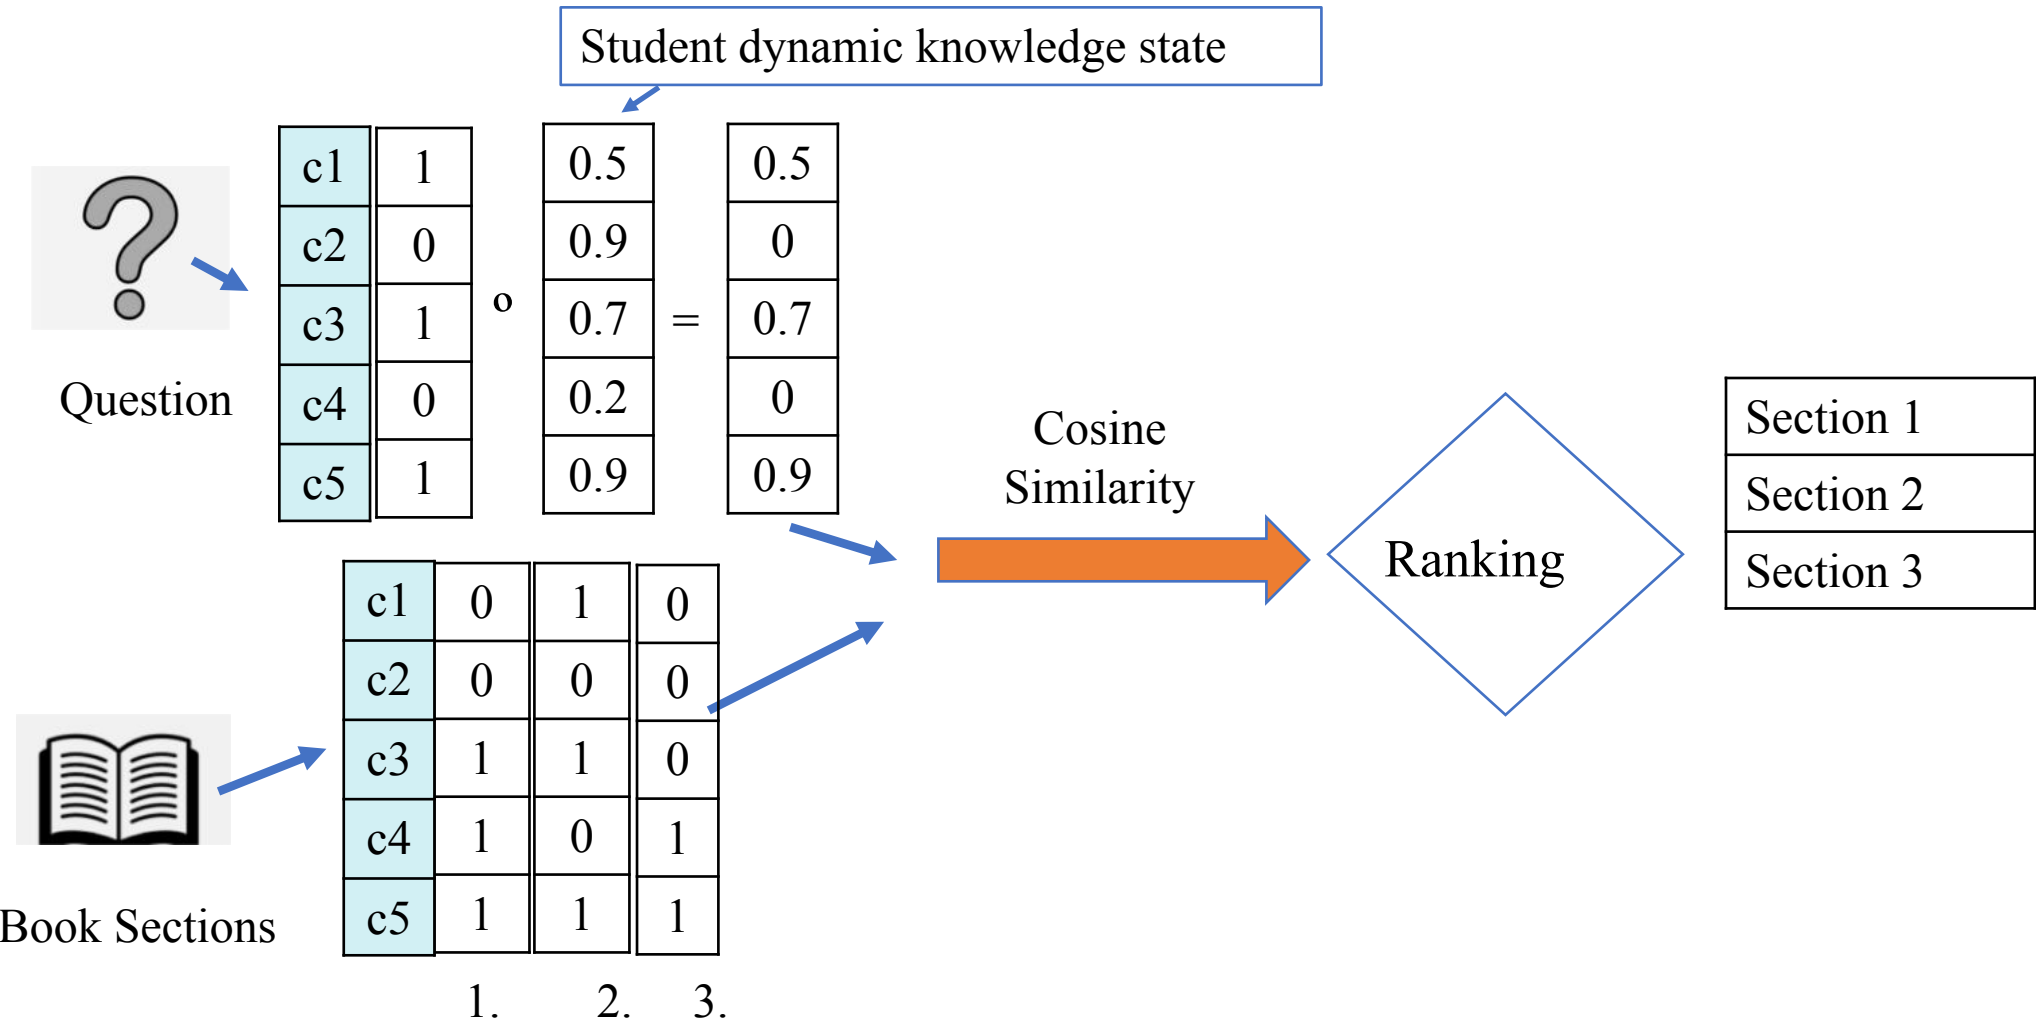 Student dynamic knowledge state
c1 1 0.5 0.5
c2 0 0.9 0
c3 1 o 0.7 = 0.7
c4 0 0.2 0
c5 1 0.9 0.9
Question
Cosine
Similarity
Ranking
Section 1
Section 2
Section 3
c1 0 1 0
c2 0 0 0
c3 1 1 0
c4 1 0 1
c5 1 1 1
Book Sections
1. 2. 3.